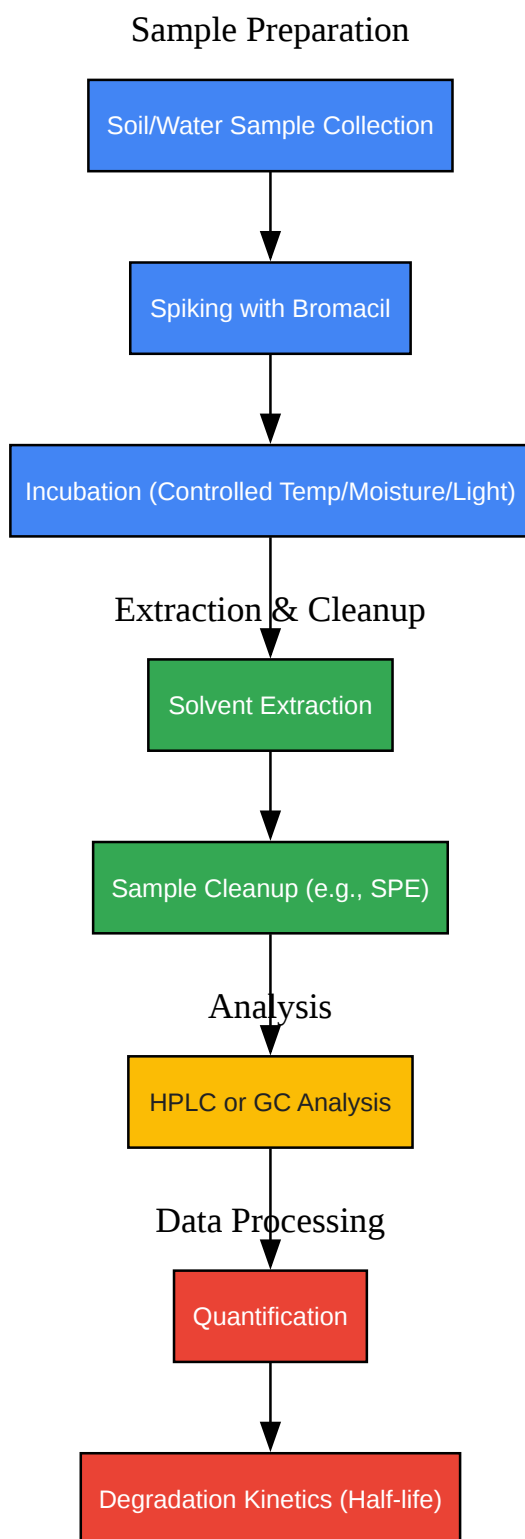 Sample Preparation
Soil/Water Sample Collection
Spiking with Bromacil
Incubation (Controlled Temp/Moisture/Light)
Extraction & Cleanup
Solvent Extraction
Sample Cleanup (e.g., SPE)
Analysis
HPLC or GC Analysis
Data Processing
Quantification
Degradation Kinetics (Half-life)